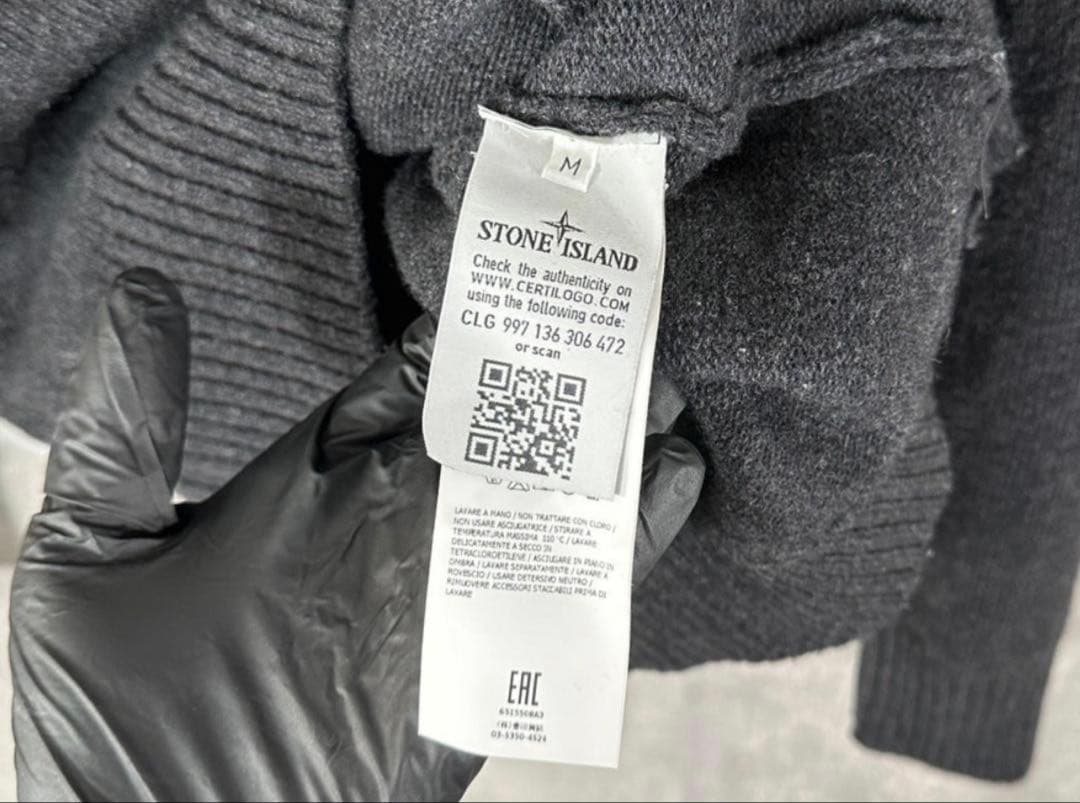 M
STONE ISLAND
Check the authenticity on
WWW.CERTILOGO.COM
using the following code:
CLG 997 136 306 472
or scan
LAVARE A MANO / NON TRATTARE CON CLORO /
NON USARE ASCIUGATRICE / STIRARE A
TEMPERATURA MASSIMA 110 °C / LAVARE
DELICATAMENTE A SECCO IN
TETRACLOROETILENE / ASCIUGARE IN PIANO IN
OMBRA / LAVARE SEPARATAMENTE / LAVARE A
ROVESCIO / USARE DETERSIVO NEUTRO /
RIMUOVERE ACCESSORI STACCABILI PRIMA DI
LAVARE
EAC